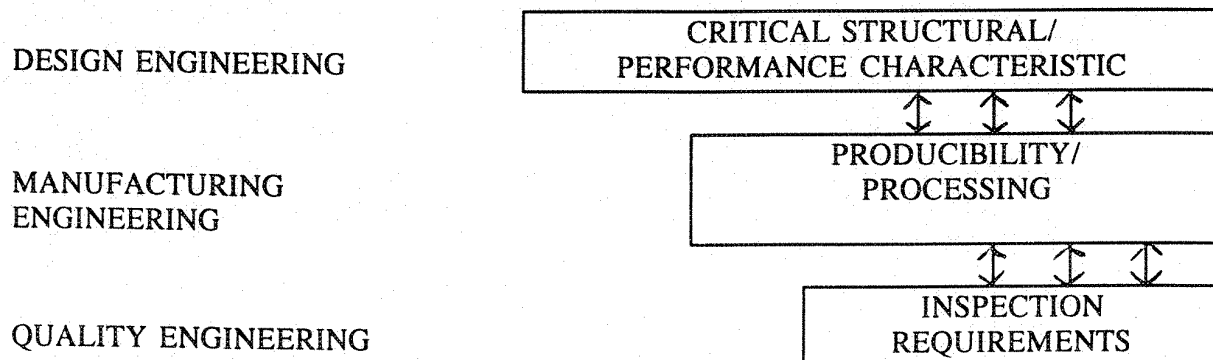 DESIGN ENGINEERING
CRITICAL STRUCTURAL/
PERFORMANCE CHARACTERISTIC
MANUFACTURING
ENGINEERING
PRODUCIBILITY/
PROCESSING
QUALITY ENGINEERING
INSPECTION
REQUIREMENTS